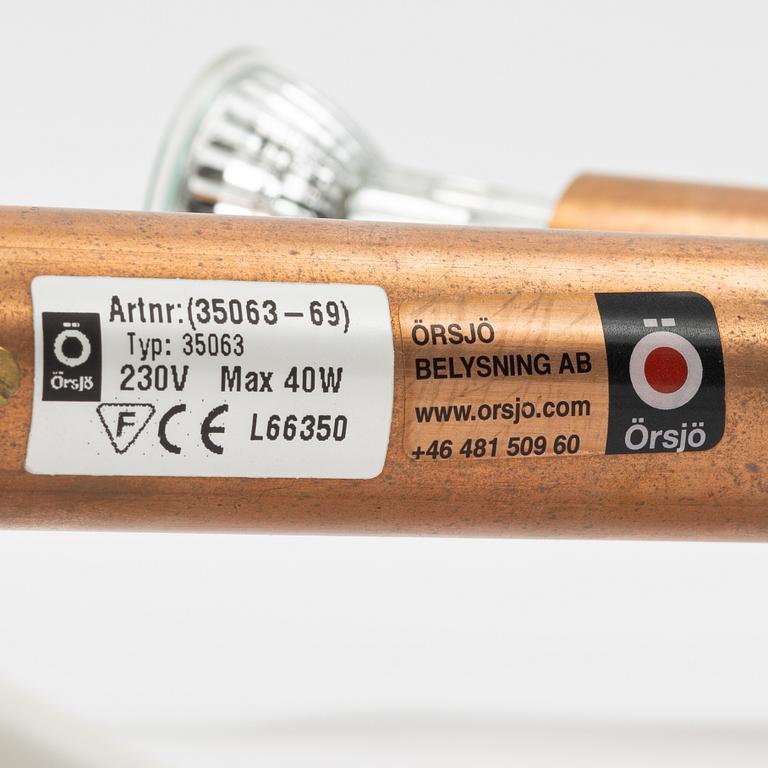 Artnr:(35063-69)
Typ: 35063
Ö
Örsjö
230V Max 40W
F CE L66350
ÖRSJÖ
BELYSNING AB
www.orsjo.com
+46 481 509 60
Ö
Örsjö